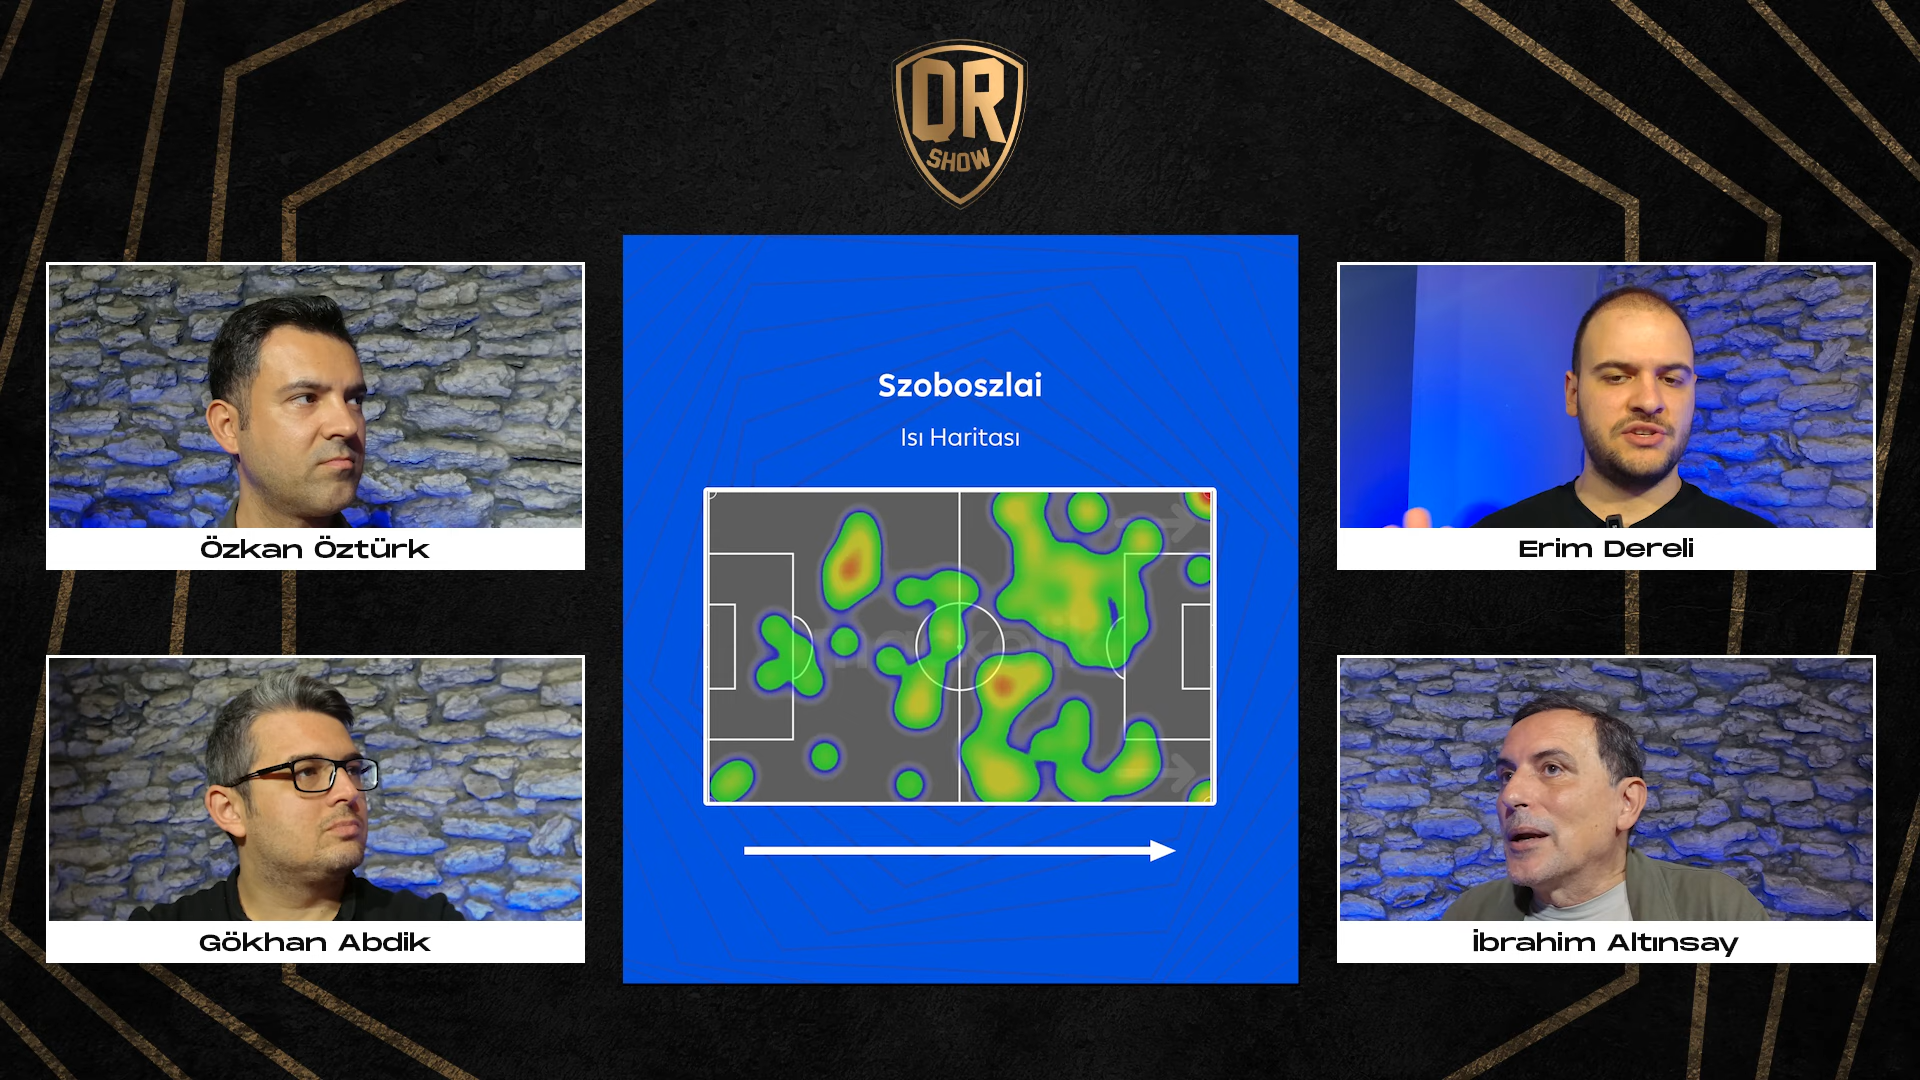 QR
SHOW
Szoboszlai
Isı Haritası
Özkan Öztürk
Erim Dereli
Gökhan Abdik
İbrahim Altınsay